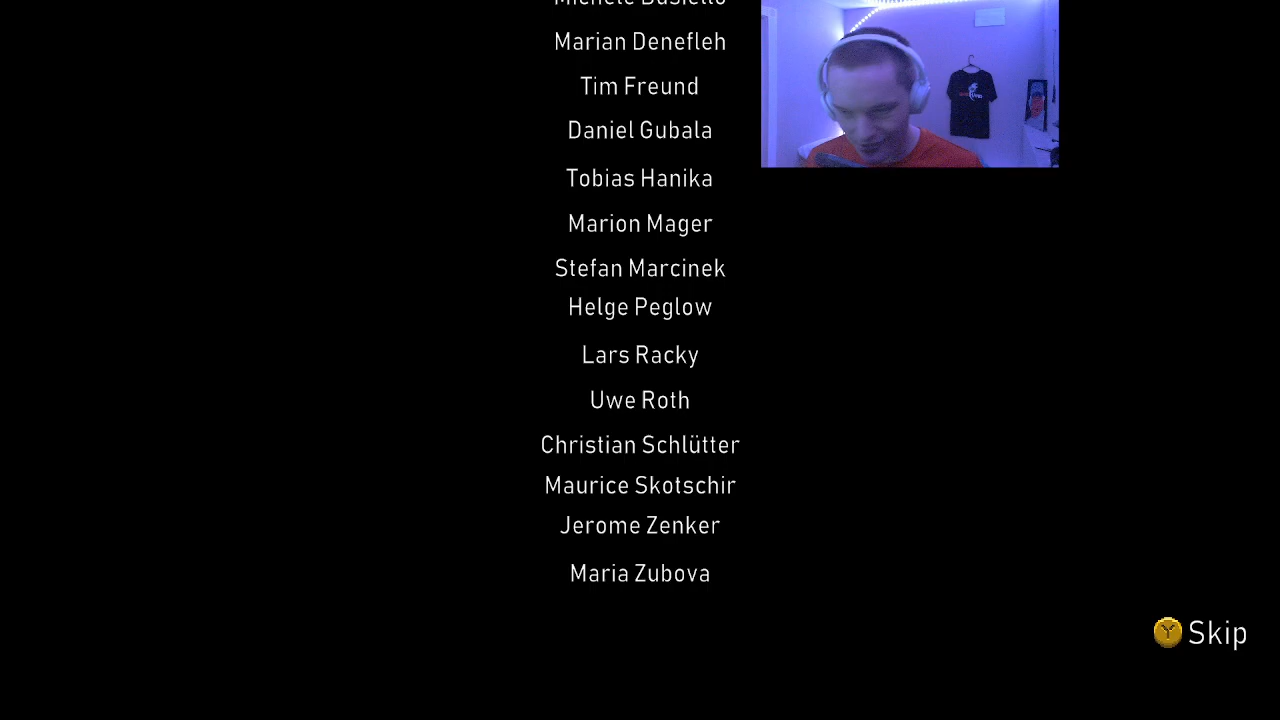 Marian Denefleh
Tim Freund
Daniel Gubala
Tobias Hanika
Marion Mager
Stefan Marcinek
Helge Peglow
Lars Racky
Uwe Roth
Christian Schlütter
Maurice Skotschir
Jerome Zenker
Maria Zubova
Y Skip